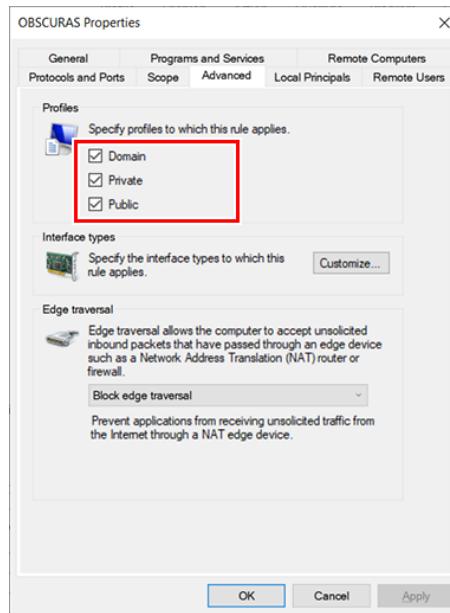 OBSCURAS Properties
General Programs and Services Remote Computers
Protocols and Ports Scope Advanced Local Principals Remote Users
Profiles
Specify profiles to which this rule applies.
Domain
Private
Public
Interface types
Specify the interface types to which this
rule applies.
Customize...
Edge traversal
Edge traversal allows the computer to accept unsolicited
inbound packets that have passed through an edge device
such as a Network Address Translation (NAT) router or
firewall.
Block edge traversal
Prevent applications from receiving unsolicited traffic from
the Internet through a NAT edge device.
OK Cancel Apply